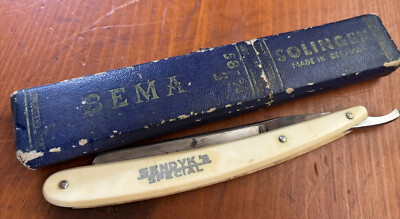 BEMA
SOLINGEN
MADE IN GERMANY
SENDYK'S
SPECIAL